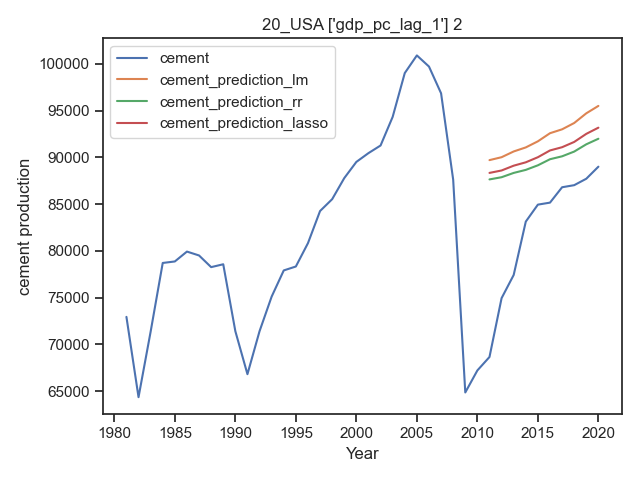 20_USA ['gdp_pc_lag_1'] 2
cement
cement_prediction_lm
cement_prediction_rr
cement_prediction_lasso
cement production
100000
95000
90000
85000
80000
75000
70000
65000
1980 1985 1990 1995 2000 2005 2010 2015 2020
Year